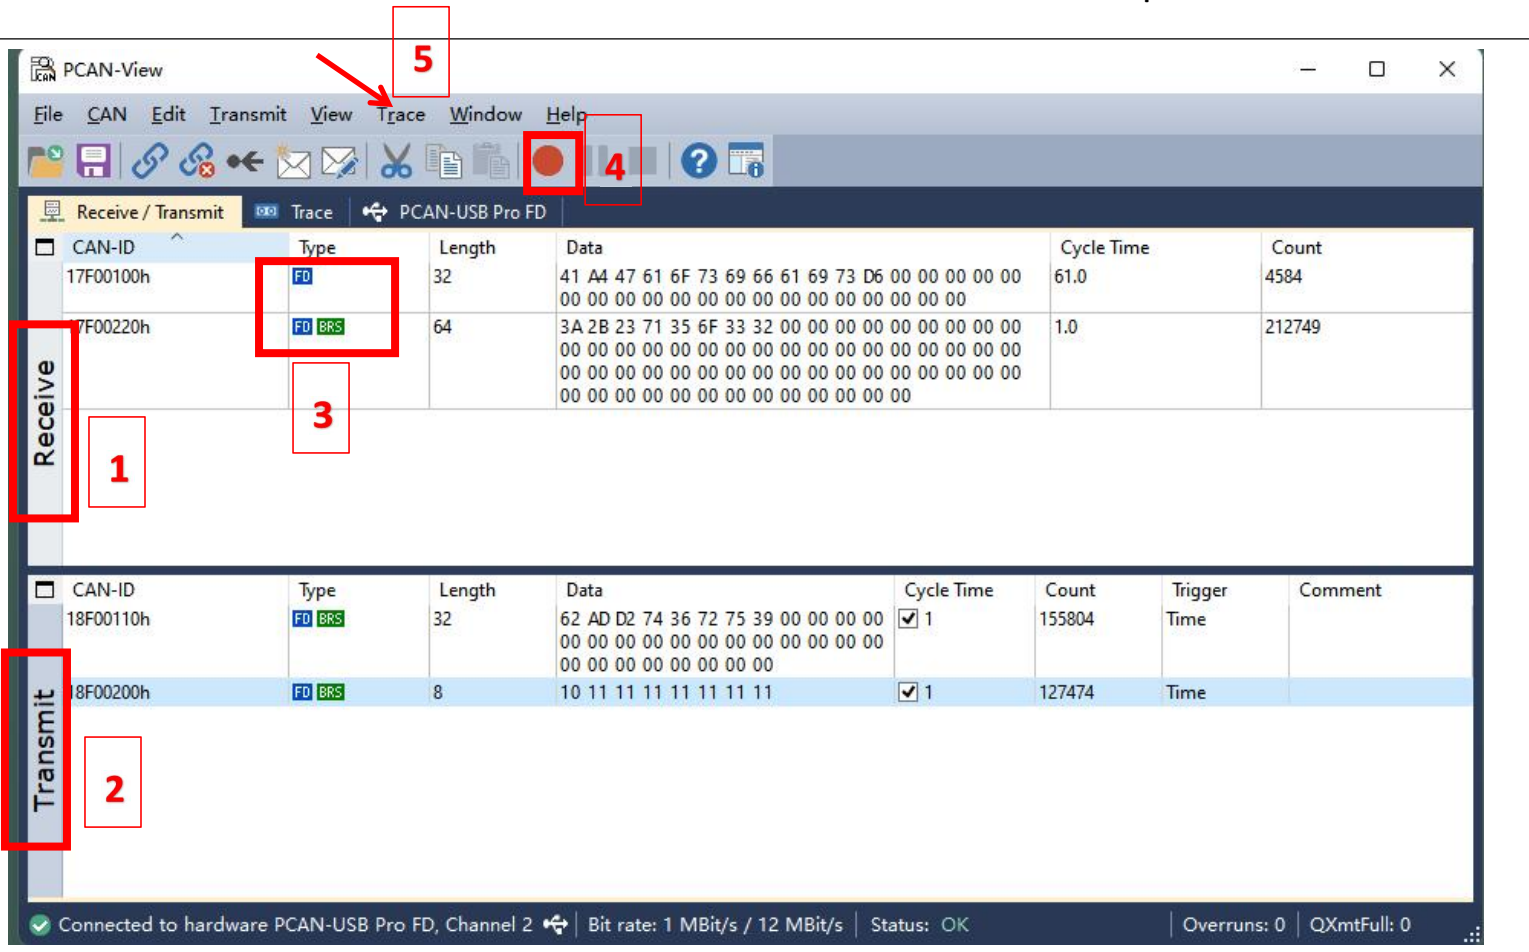 5
PCAN-View
File CAN Edit Transmit View Trace Window Help
4
Receive / Transmit Trace PCAN-USB Pro FD
CAN-ID Type Length Data Cycle Time Count
17F00100h FD 32 41 A4 47 61 6F 73 69 66 61 69 73 D6 00 00 00 00 00 61.0 4584
00 00 00 00 00 00 00 00 00 00 00 00 00 00 00
17F00220h FD BRS 64 3A 2B 23 71 35 6F 33 32 00 00 00 00 00 00 00 00 00 1.0 212749
00 00 00 00 00 00 00 00 00 00 00 00 00 00 00 00 00
00 00 00 00 00 00 00 00 00 00 00 00 00 00 00 00 00
00 00 00 00 00 00 00 00 00 00 00 00 00
Receive
3
1
CAN-ID Type Length Data Cycle Time Count Trigger Comment
18F00110h FD BRS 32 62 AD D2 74 36 72 75 39 00 00 00 00 1 155804 Time
00 00 00 00 00 00 00 00 00 00 00 00
00 00 00 00 00 00 00 00
18F00200h FD BRS 8 10 11 11 11 11 11 11 11 1 127474 Time
Transmit
2
Connected to hardware PCAN-USB Pro FD, Channel 2 Bit rate: 1 MBit/s / 12 MBit/s Status: OK Overruns: 0 QXmtFull: 0